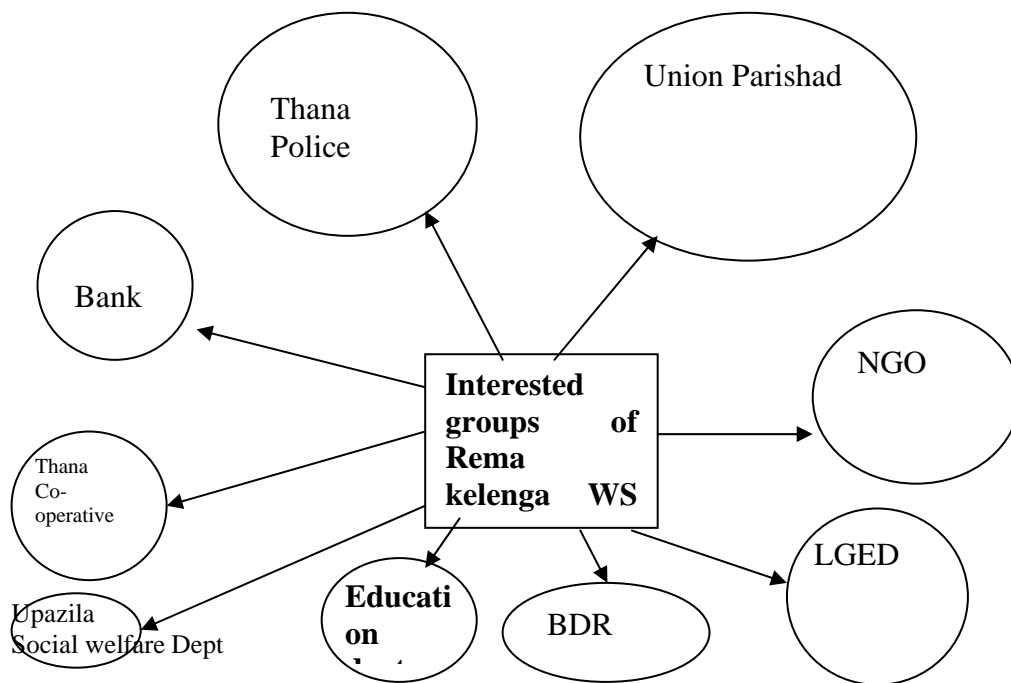 Thana
Police
Union Parishad
Bank
NGO
Interested
groups of
Rema
kelenga WS
Thana
Co-
operative
LGED
Upazila
Social welfare Dept
Educati
on
BDR